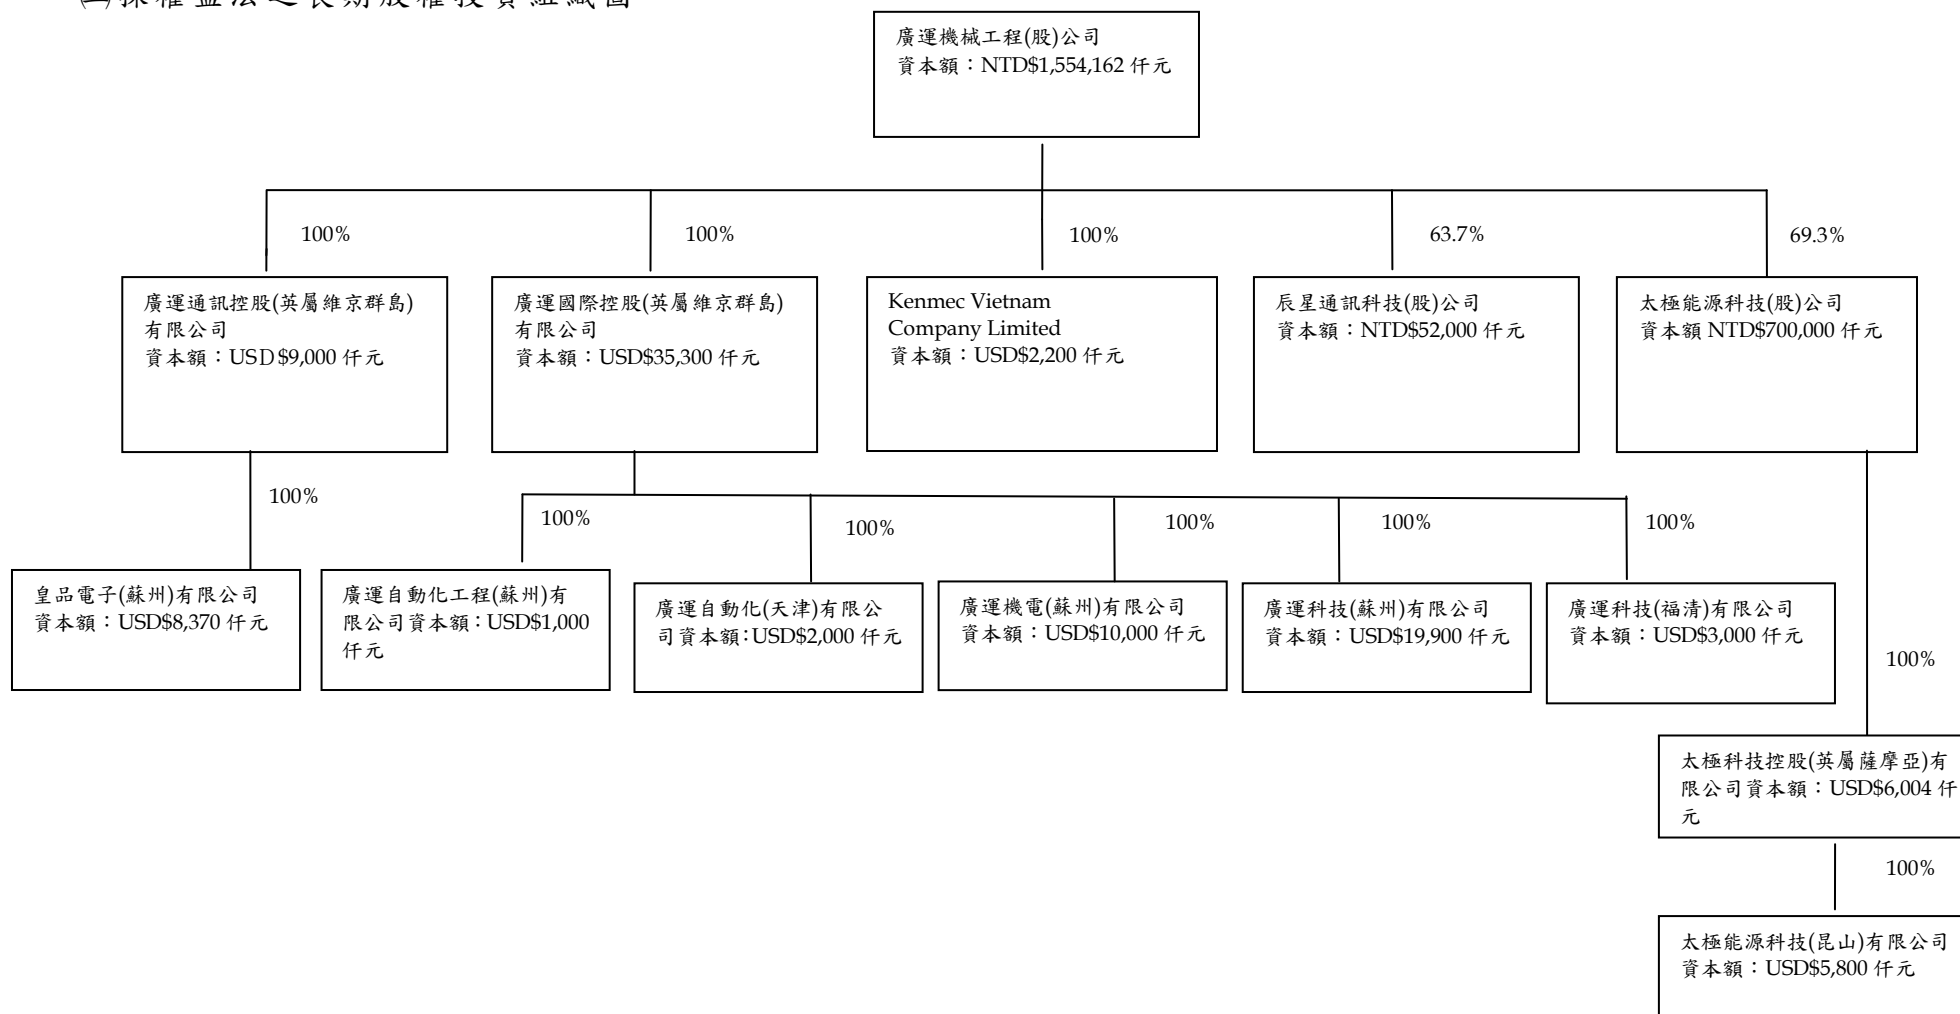 採權益法之長期股權投資組織圖
廣運機械工程(股)公司
資本額：NTD$1,554,162 仟元
100%
100%
100%
63.7%
69.3%
廣運通訊控股(英屬維京群島)
有限公司
資本額：USD$9,000 仟元
廣運國際控股(英屬維京群島)
有限公司
資本額：USD$35,300 仟元
Kenmec Vietnam
Company Limited
資本額：USD$2,200 仟元
辰星通訊科技(股)公司
資本額：NTD$52,000 仟元
太極能源科技(股)公司
資本額 NTD$700,000 仟元
100%
100%
100%
100%
100%
100%
皇品電子(蘇州)有限公司
資本額：USD$8,370 仟元
廣運自動化工程(蘇州)有
限公司資本額：USD$1,000
仟元
廣運自動化(天津)有限公
司資本額：USD$2,000 仟元
廣運機電(蘇州)有限公司
資本額：USD$10,000 仟元
廣運科技(蘇州)有限公司
資本額：USD$19,900 仟元
廣運科技(福清)有限公司
資本額：USD$3,000 仟元
100%
太極科技控股(英屬薩摩亞)有
限公司資本額：USD$6,004 仟
元
100%
太極能源科技(昆山)有限公司
資本額：USD$5,800 仟元